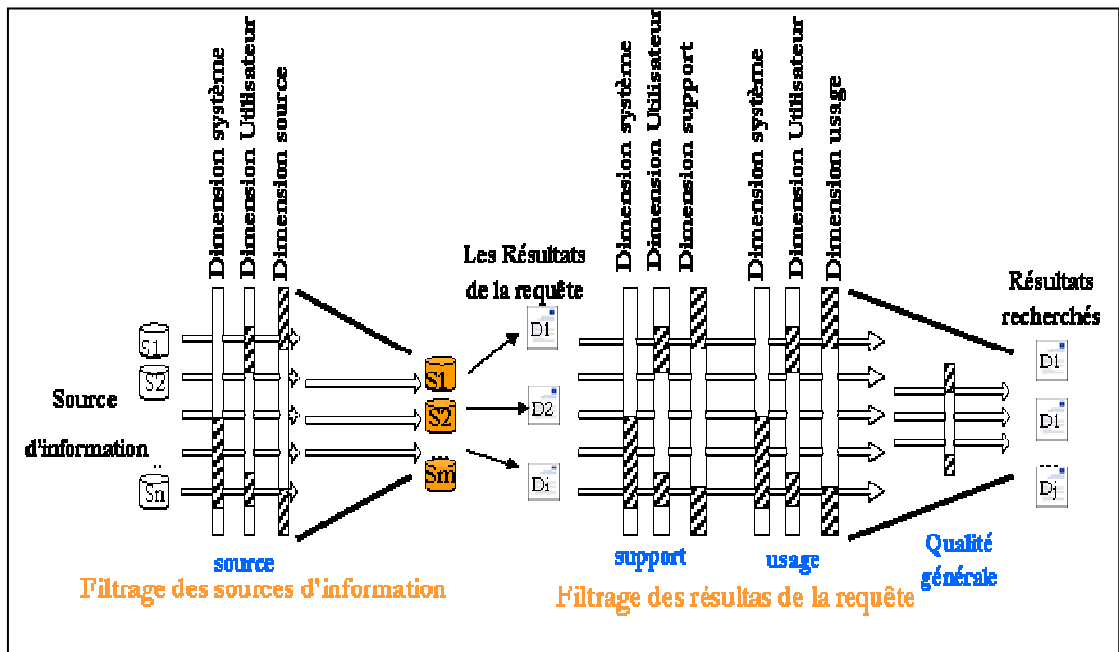 Dimension système
Dimension Utilisateur
Dimension source
Dimension système
Dimension Utilisateur
Dimension support
Dimension système
Dimension Utilisateur
Dimension usage
Les Résultats
de la requête
Résultats
recherchés
S1
S2
Source
d'information
..
Sn
S1
S2
...
Sm
D1
D2
Di
D1
D1
Dj
source
support
usage
Qualité
générale
Filtrage des sources d'information
Filtrage des résultas de la requête